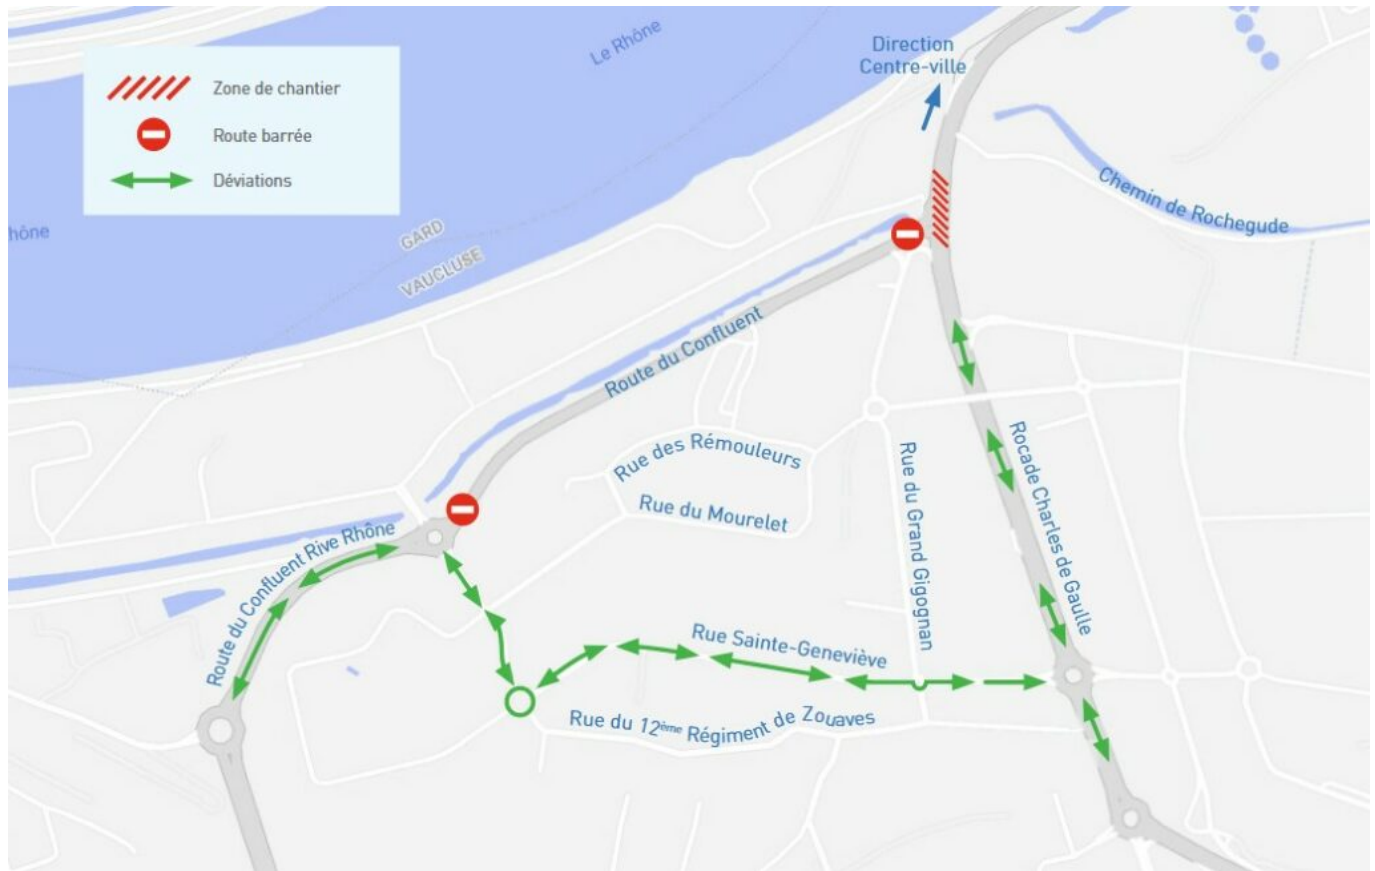 Le Rhône
Direction
Centre-ville
Zone de chantier
Route barrée
Déviations
hône
GARD
VAUCLUSE
Chemin de Rochegude
Route du Confluent
Rue des Rémouleurs
Rue du Mourelet
Rue du Grand Gigognan
Rocade Charles de Gaulle
Route du Confluent Rive Rhône
Rue Sainte-Geneviève
Rue du 12ème Régiment de Zouaves